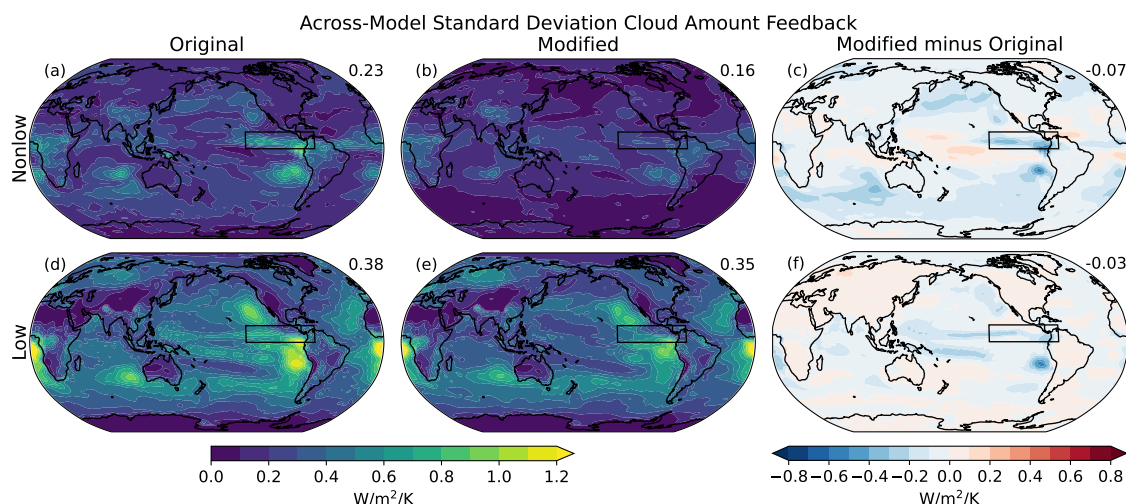 Across-Model Standard Deviation Cloud Amount Feedback
Original
Modified
Modified minus Original
Nonlow
(a)
0.23
(b)
0.16
(c)
-0.07
Low
(d)
0.38
(e)
0.35
(f)
-0.03
0.0 0.2 0.4 0.6 0.8 1.0 1.2
W/m²/K
−0.8 −0.6 −0.4 −0.2 0.0 0.2 0.4 0.6 0.8
W/m²/K